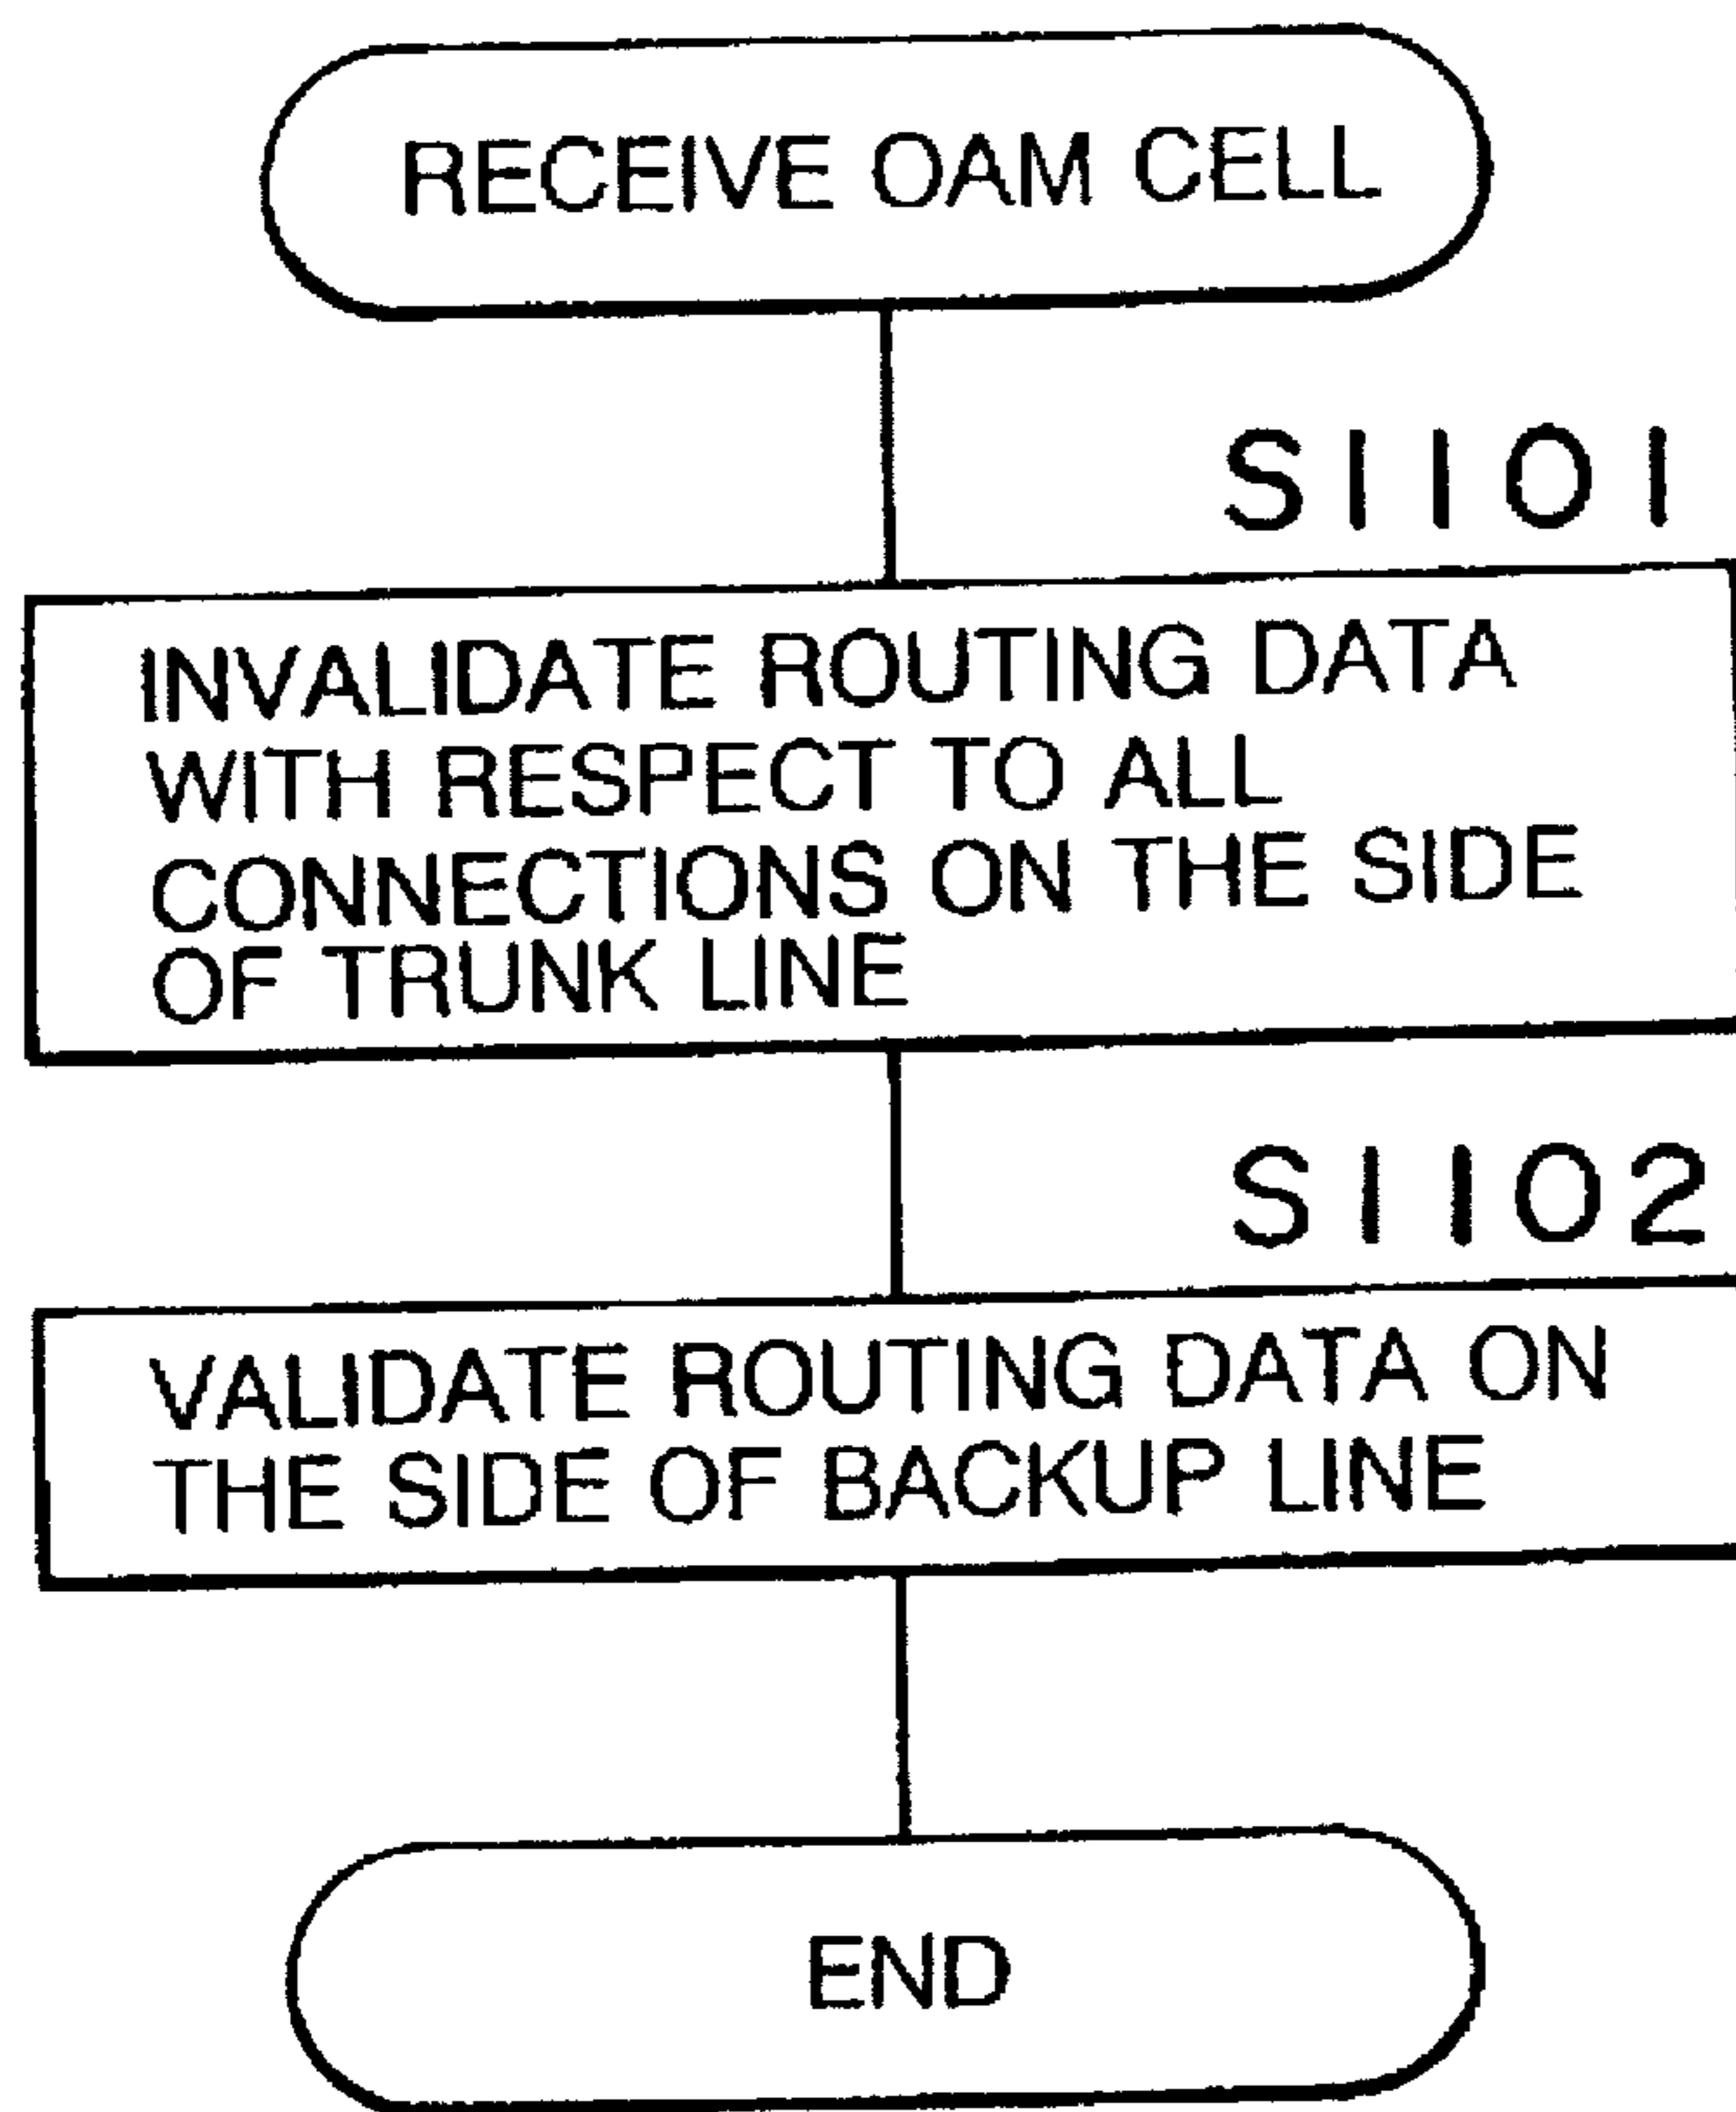 RECEIVE OAM CELL
S1101
INVALIDATE ROUTING DATA
WITH RESPECT TO ALL
CONNECTIONS ON THE SIDE
OF TRUNK LINE
S1102
VALIDATE ROUTING DATA ON
THE SIDE OF BACKUP LINE
END